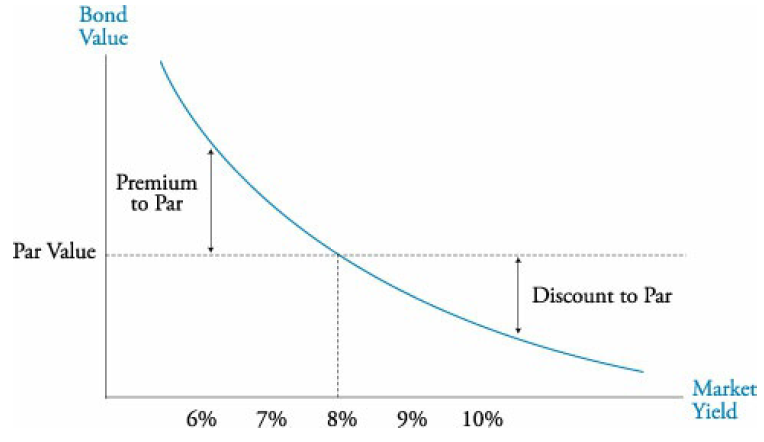 Bond
Value
Premium
to Par
Par Value
Discount to Par
Market
Yield
6% 7% 8% 9% 10%